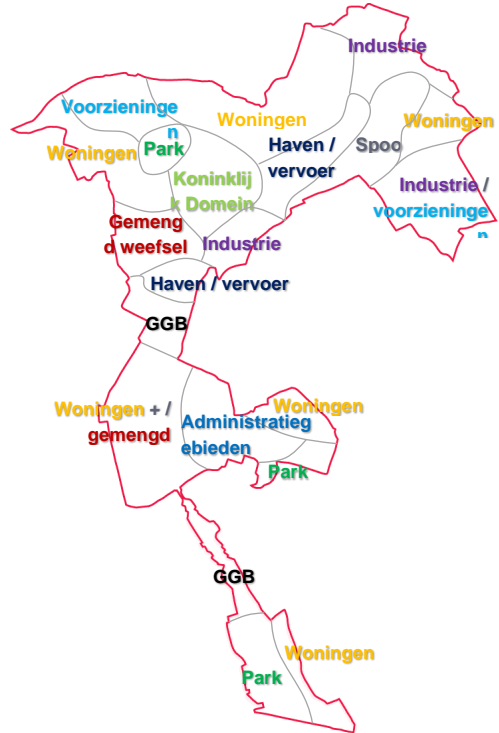 Industrie
Voorzieninge
n
Woningen
Woningen
Woningen
Park
Haven /
vervoer
Spoo
Koninklij
k Domein
Industrie /
voorzieninge
n
Gemeng
d weefsel
Industrie
Haven / vervoer
GGB
Woningen + /
gemengd
Woningen
Administratieg
ebieden
Park
GGB
Woningen
Park